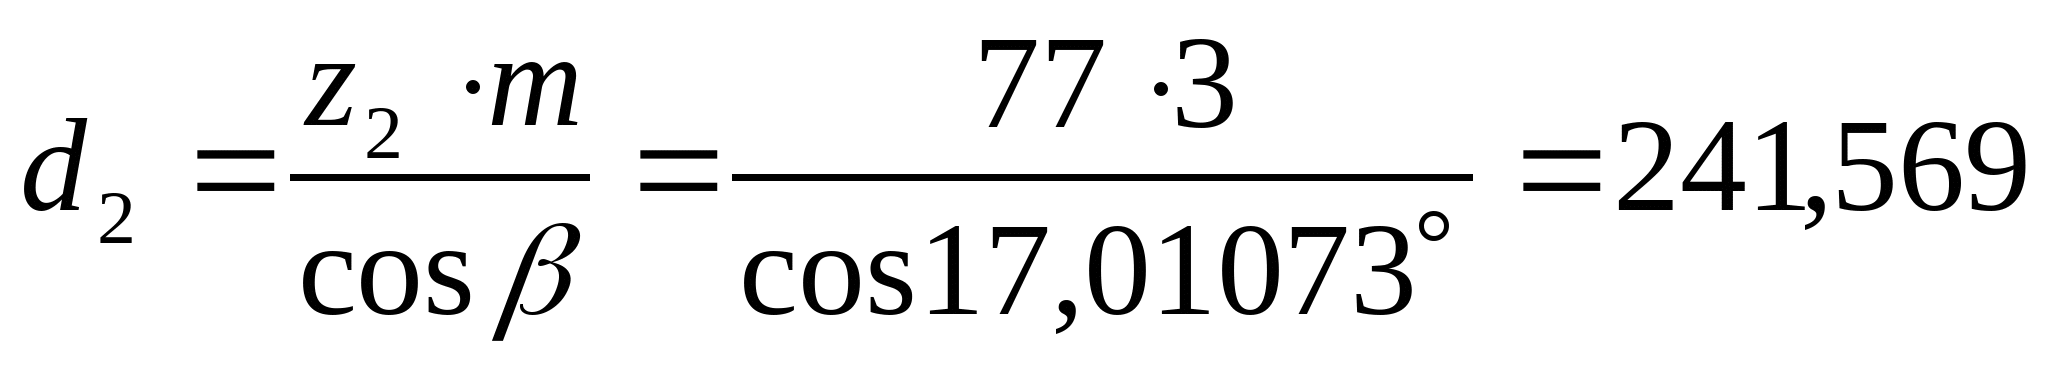 d₂ = z₂ · m / cos β = 77 · 3 / cos17,01073° = 241,569